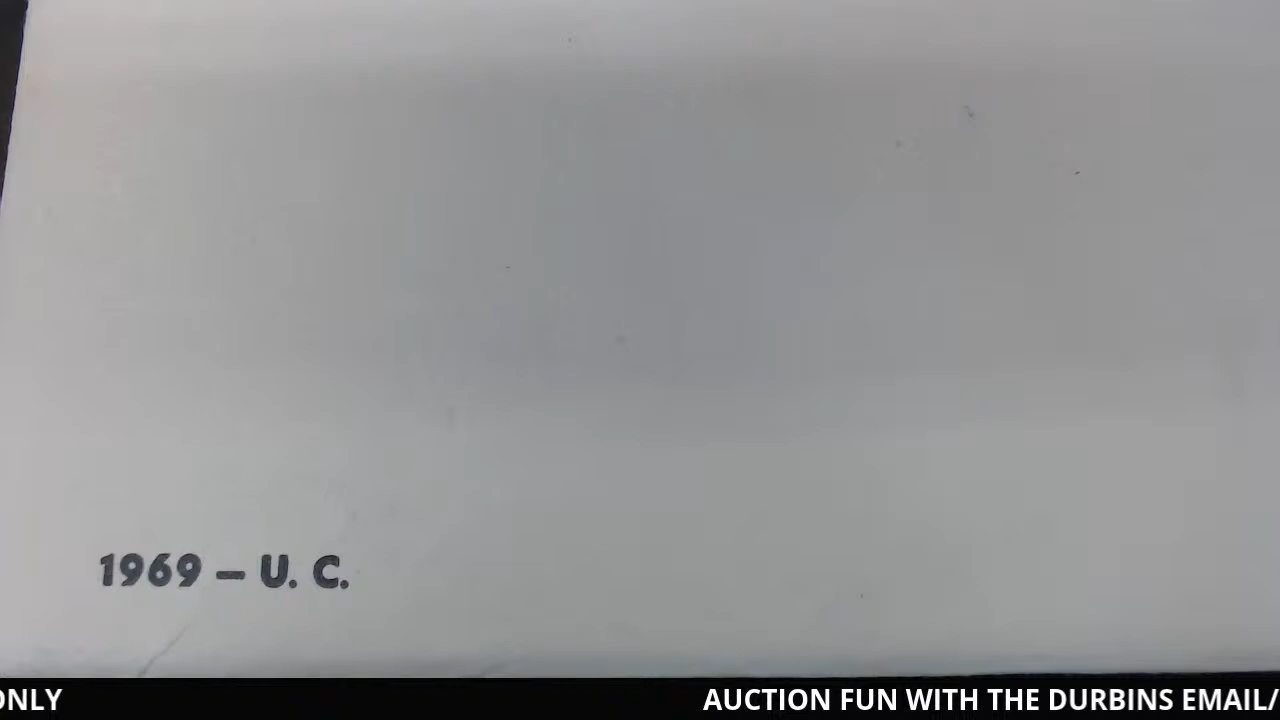 1969 – U. C.
ONLY AUCTION FUN WITH THE DURBINS EMAIL/